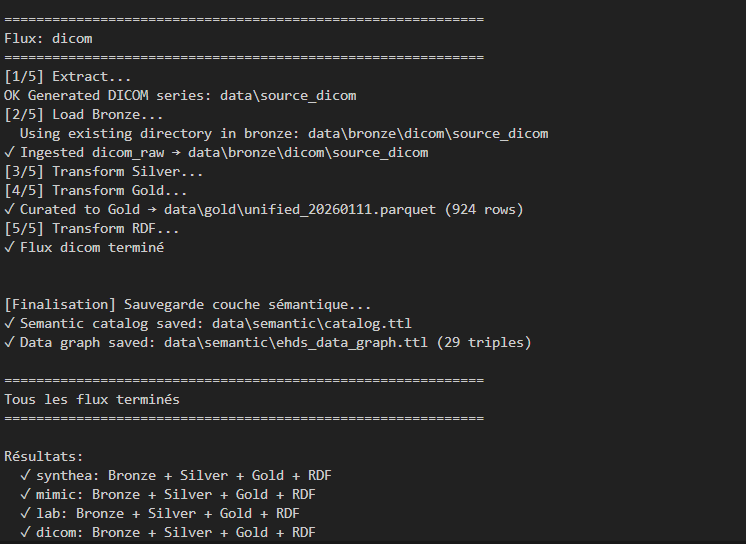 ============================================================
Flux: dicom
============================================================
[1/5] Extract...
OK Generated DICOM series: data\source_dicom
[2/5] Load Bronze...
  Using existing directory in bronze: data\bronze\dicom\source_dicom
✓ Ingested dicom_raw → data\bronze\dicom\source_dicom
[3/5] Transform Silver...
[4/5] Transform Gold...
✓ Curated to Gold → data\gold\unified_20260111.parquet (924 rows)
[5/5] Transform RDF...
✓ Flux dicom terminé
[Finalisation] Sauvegarde couche sémantique...
✓ Semantic catalog saved: data\semantic\catalog.ttl
✓ Data graph saved: data\semantic\ehds_data_graph.ttl (29 triples)
============================================================
Tous les flux terminés
============================================================
Résultats:
  ✓ synthea: Bronze + Silver + Gold + RDF
  ✓ mimic: Bronze + Silver + Gold + RDF
  ✓ lab: Bronze + Silver + Gold + RDF
  ✓ dicom: Bronze + Silver + Gold + RDF